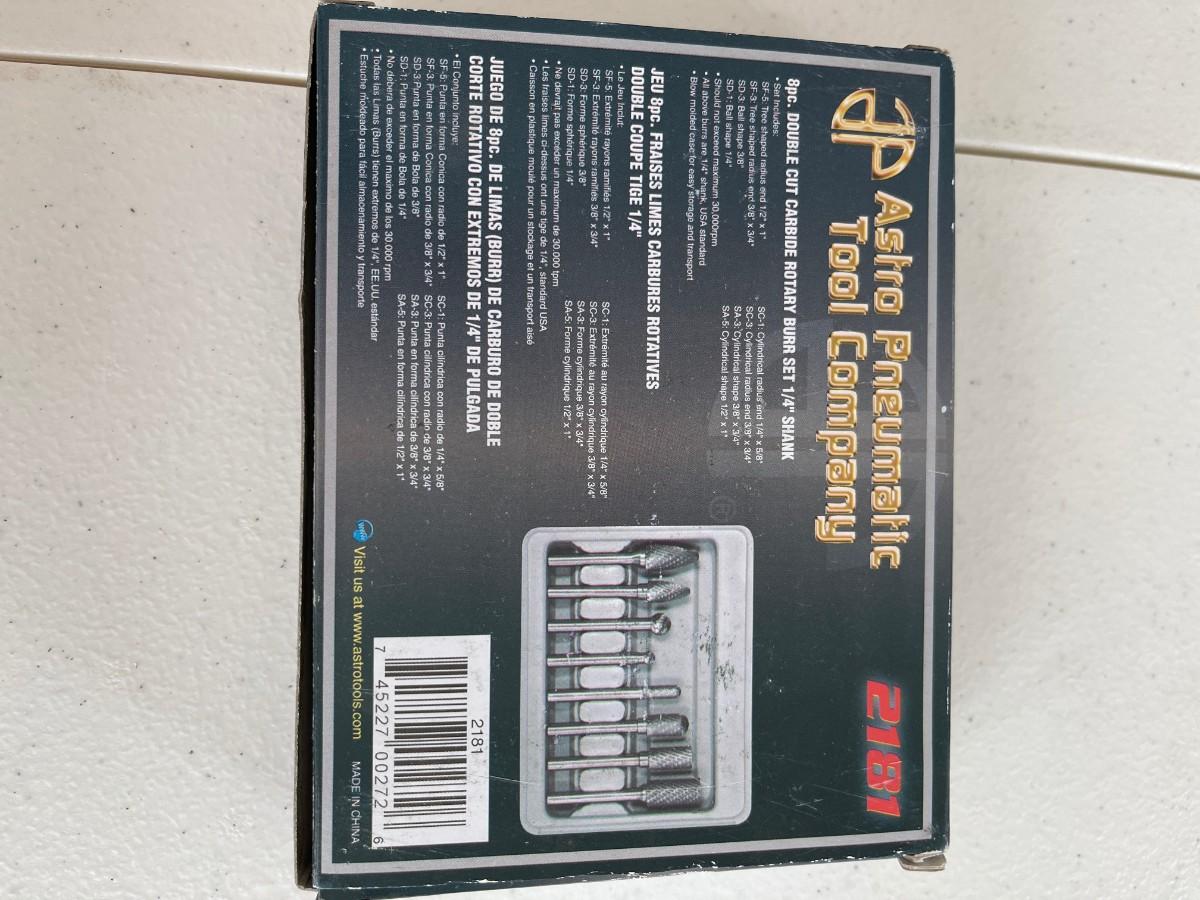 AP Astro Pneumatic
Tool Company
2181
8pc. DOUBLE CUT CARBIDE ROTARY BURR SET 1/4" SHANK
• Set Includes:
SF-5: Tree shaped radius end 1/2" x 1"
SF-3: Tree shaped radius end 3/8" x 3/4"
SD-3: Ball shape 3/8"
SD-1: Ball shape 1/4"
SC-1: Cylindrical radius end 1/4" x 5/8"
SC-3: Cylindrical radius end 3/8" x 3/4"
SA-3: Cylindrical shape 3/8" x 3/4"
SA-5: Cylindrical shape 1/2" x 1"
• Should not exceed maximum 30,000rpm
• All above burrs are 1/4" shank, USA standard
• Blow molded case for easy storage and transport
JEU 8pc. FRAISES LIMES CARBURES ROTATIVES
DOUBLE COUPE TIGE 1/4"
• Le Jeu Inclut:
SF-5: Extrémité rayons ramifiés 1/2" x 1"
SF-3: Extrémité rayons ramifiés 3/8" x 3/4"
SD-3: Forme sphérique 3/8"
SD-1: Forme sphérique 1/4"
SC-1: Extrémité au rayon cylindrique 1/4" x 5/8"
SC-3: Extrémité au rayon cylindrique 3/8" x 3/4"
SA-3: Forme cylindrique 3/8" x 3/4"
SA-5: Forme cylindrique 1/2" x 1"
• Ne devrait pas exceder un maximum de 30.000 tpm
• Les fraises limes ci-dessus ont une tige de 1/4", standard USA
• Caisson en plastique moulé pour un stockage et un transport aisé
JUEGO DE 8pc. DE LIMAS (BURR) DE CARBURO DE DOBLE
CORTE ROTATIVO CON EXTREMOS DE 1/4" DE PULGADA
• El Conjunto incluye:
SF-5: Punta en forma Conica con radio de 1/2" x 1"
SF-3: Punta en forma Conica con radio de 3/8" x 3/4"
SD-3: Punta en forma de Bola de 3/8"
SD-1: Punta en forma de Bola de 1/4"
SC-1: Punta cilíndrica con radio de 1/4" x 5/8"
SC-3: Punta cilíndrica con radio de 3/8" x 3/4"
SA-3: Punta en forma cilíndrica de 3/8" x 3/4"
SA-5: Punta en forma cilíndrica de 1/2" x 1"
• No debera de exceder el maximo de los 30.000 rpm
• Todas las Limas (Burrs) tienen extremos de 1/4", EE.UU. estándar
• Estuche molteado para fácil almacenamiento y transporte
www Visit us at www.astrotools.com
MADE IN CHINA
2181
7 45227 00272 6
®